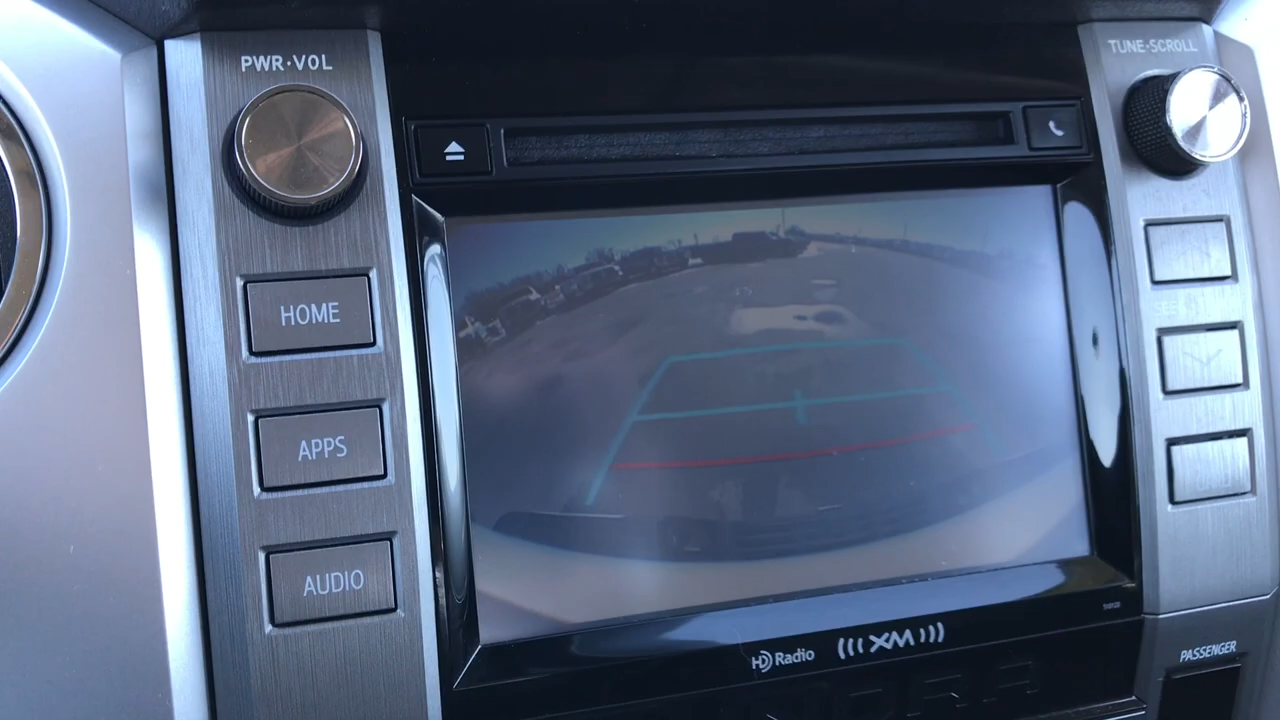 PWR·VOL
TUNE·SCROLL
HOME
APPS
AUDIO
HD Radio
XM
PASSENGER